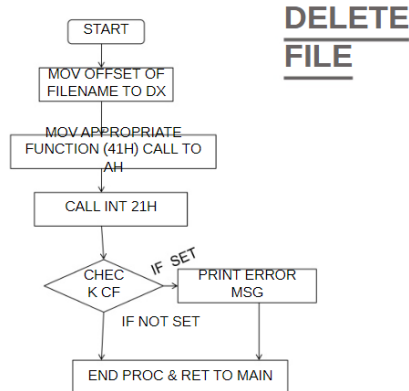 DELETE
FILE
START
MOV OFFSET OF
FILENAME TO DX
MOV APPROPRIATE
FUNCTION (41H) CALL TO
AH
CALL INT 21H
CHEC
K CF
IF SET
PRINT ERROR
MSG
IF NOT SET
END PROC & RET TO MAIN